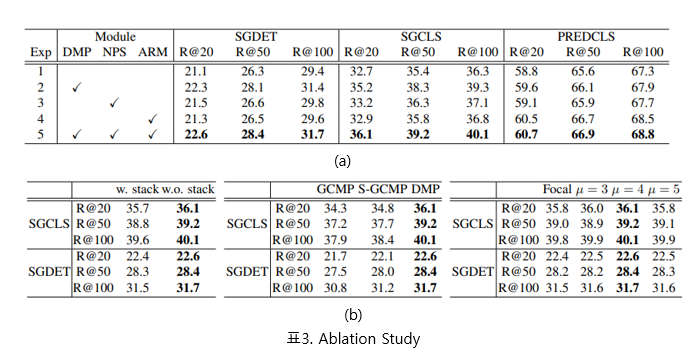 Module SGDET SGCLS PREDCLS
Exp DMP NPS ARM R@20 R@50 R@100 R@20 R@50 R@100 R@20 R@50 R@100
1 21.1 26.3 29.4 32.7 35.4 36.3 58.8 65.6 67.3
2 ✓ 22.3 28.1 31.4 35.2 38.3 39.3 59.6 66.1 67.9
3 ✓ 21.5 26.6 29.8 33.2 36.3 37.1 59.1 65.9 67.7
4 ✓ 21.3 26.5 29.6 32.9 35.8 36.8 60.5 66.7 68.5
5 ✓ ✓ ✓ 22.6 28.4 31.7 36.1 39.2 40.1 60.7 66.9 68.8
(a)
w. stack w.o. stack
R@20 35.7 36.1
SGCLS R@50 38.8 39.2
R@100 39.6 40.1
R@20 22.4 22.6
SGDET R@50 28.3 28.4
R@100 31.5 31.7
GCMP S-GCMP DMP
R@20 34.3 34.8 36.1
SGCLS R@50 37.2 37.7 39.2
R@100 37.9 38.4 40.1
R@20 21.7 22.1 22.6
SGDET R@50 27.5 28.0 28.4
R@100 30.8 31.2 31.7
Focal μ = 3 μ = 4 μ = 5
R@20 35.8 36.0 36.1 35.8
SGCLS R@50 39.0 38.9 39.2 39.1
R@100 39.8 39.9 40.1 39.9
R@20 22.4 22.5 22.6 22.5
SGDET R@50 28.2 28.2 28.4 28.3
R@100 31.5 31.6 31.7 31.6
(b)
표3. Ablation Study